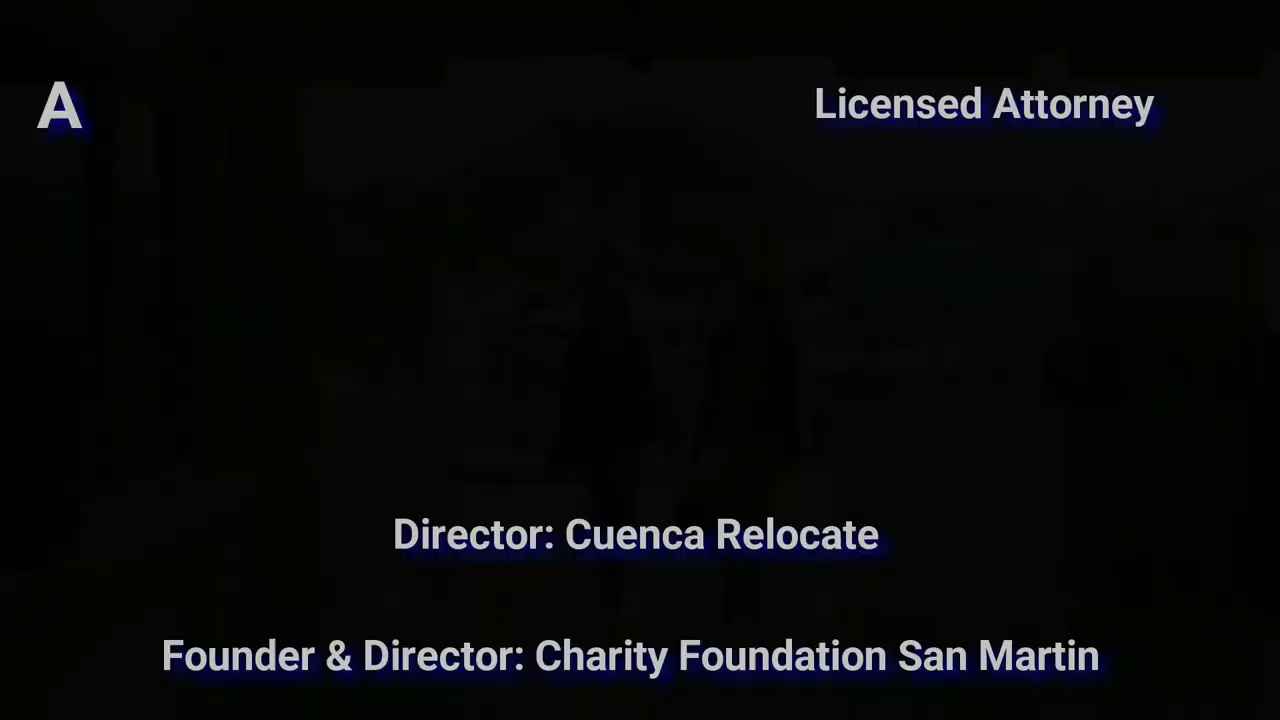 A
Licensed Attorney
Director: Cuenca Relocate
Founder & Director: Charity Foundation San Martin